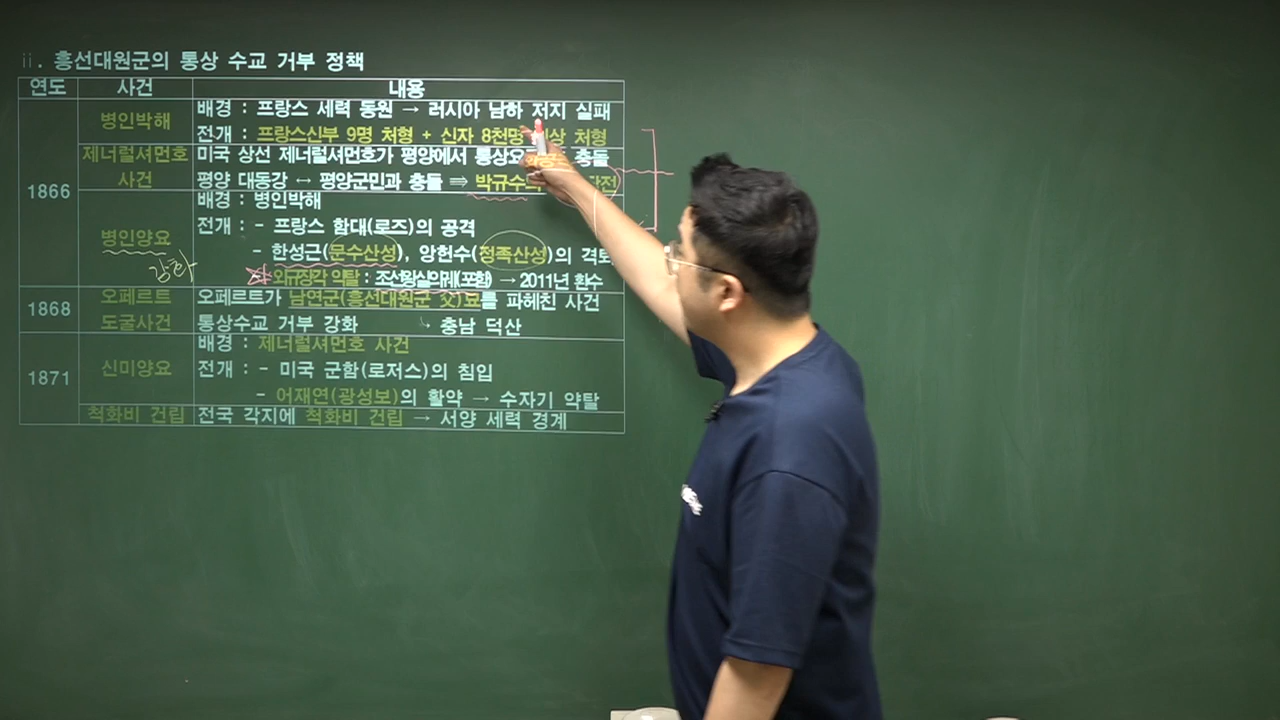 ⅱ. 흥선대원군의 통상 수교 거부 정책
연도 사건 내용
1866 병인박해 배경 : 프랑스 세력 동원 → 러시아 남하 저지 실패
전개 : 프랑스신부 9명 처형 + 신자 8천명 이상 처형
제너럴셔먼호 사건 미국 상선 제너럴셔먼호가 평양에서 통상요 충돌
평양 대동강 ↔ 평양군민과 충돌 ⇒ 박규수의
병인양요 배경 : 병인박해
전개 : - 프랑스 함대(로즈)의 공격
- 한성근(문수산성), 양헌수(정족산성)의 격퇴
강화
외규장각 의궤 약탈 : 조선왕실의궤(포함) → 2011년 환수
1868 오페르트 도굴사건 오페르트가 남연군(흥선대원군 父)묘를 파헤친 사건
통상수교 거부 강화 ↳ 충남 덕산
1871 신미양요 배경 : 제너럴셔먼호 사건
전개 : - 미국 군함(로저스)의 침입
- 어재연(광성보)의 활약 → 수자기 약탈
척화비 건립 전국 각지에 척화비 건립 → 서양 세력 경계